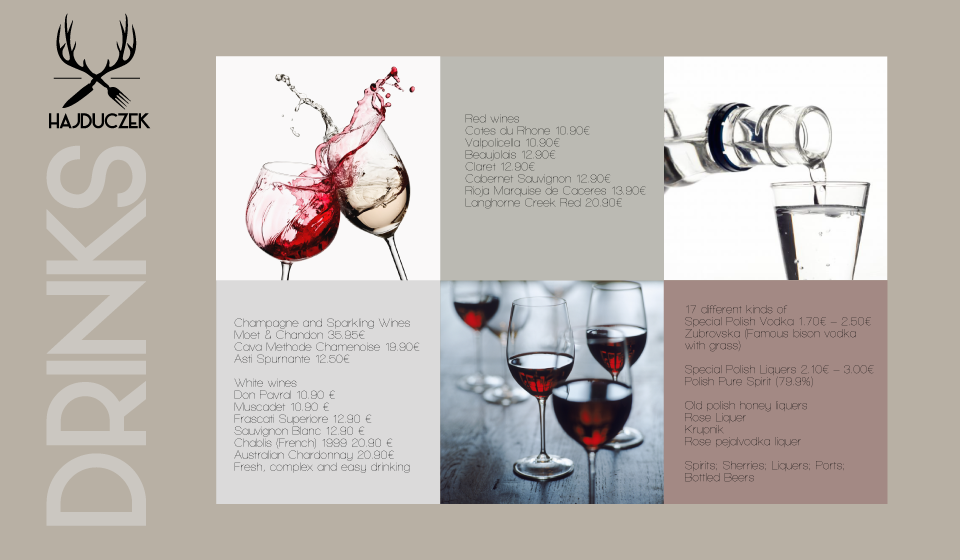 HAJDUCZEK
DRINKS
Red wines
Cotes du Rhone 10.90€
Valpolicella 10.90€
Beaujolais 12.90€
Claret 12.90€
Cabernet Sauvignon 12.90€
Rioja Marquise de Caceres 13.90€
Langhorne Creek Red 20.90€
Champagne and Sparkling Wines
Moet & Chandon 35.95€
Cava Methode Chamenoise 19.90€
Asti Spumante 12.50€
White wines
Don Pavral 10.90 €
Muscadet 10.90 €
Frascati Superiore 12.90 €
Sauvignon Blanc 12.90 €
Chablis (French) 1999 20.90 €
Australian Chardonnay 20.90€
Fresh, complex and easy drinking
17 different kinds of
Special Polish Vodka 1.70€ – 2.50€
Zubrovska (Famous bison vodka
with grass)
Special Polish Liquers 2.10€ – 3.00€
Polish Pure Spirit (79.9%)
Old polish honey liquers
Rose Liquer
Krupnik
Rose pejalvodka liquer
Spirits; Sherries; Liquers; Ports;
Bottled Beers